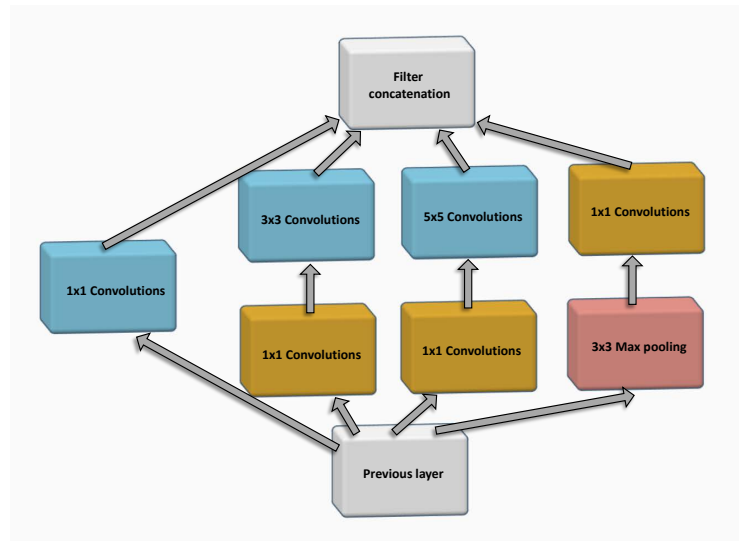 Filter
concatenation
3x3 Convolutions
5x5 Convolutions
1x1 Convolutions
1x1 Convolutions
1x1 Convolutions
1x1 Convolutions
3x3 Max pooling
Previous layer